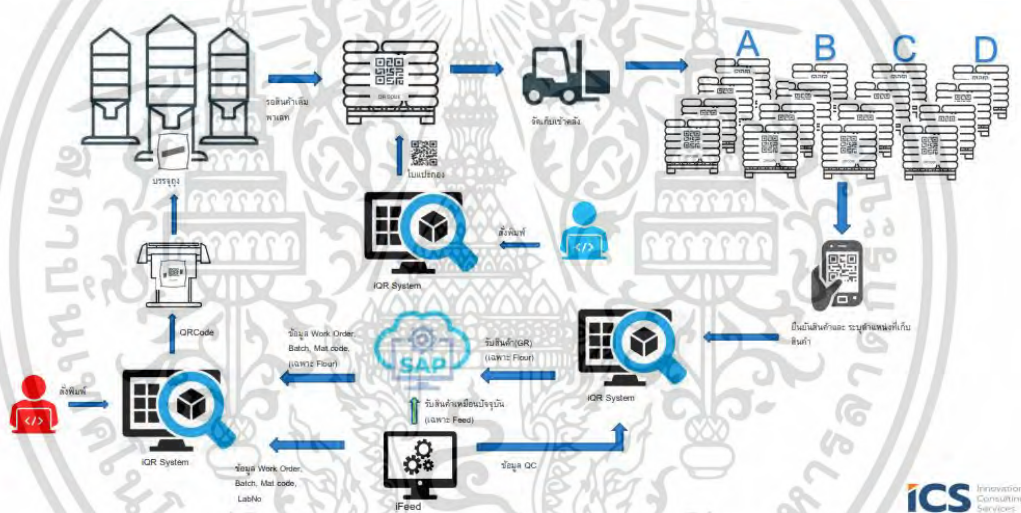 A B C D
รอสินค้าเต็ม
พาเลท
จัดเก็บเข้าคลัง
บรรจุถุง
ใบแปะกอง
สั่งพิมพ์
iQR System
QRCode
ข้อมูล Work Order,
Batch, Mat code,
(เฉพาะ Flour)
SAP
รับสินค้า(GR)
(เฉพาะ Flour)
ยืนยันสินค้าและ ระบุตำแหน่งที่เก็บ
สินค้า
iQR System
สั่งพิมพ์
รับสินค้าเหมือนปัจจุบัน
(เฉพาะ Feed)
iQR System
ข้อมูล Work Order,
Batch, Mat code,
LabNo
ข้อมูล QC
iFeed
iCS Innovation
Consulting
Services